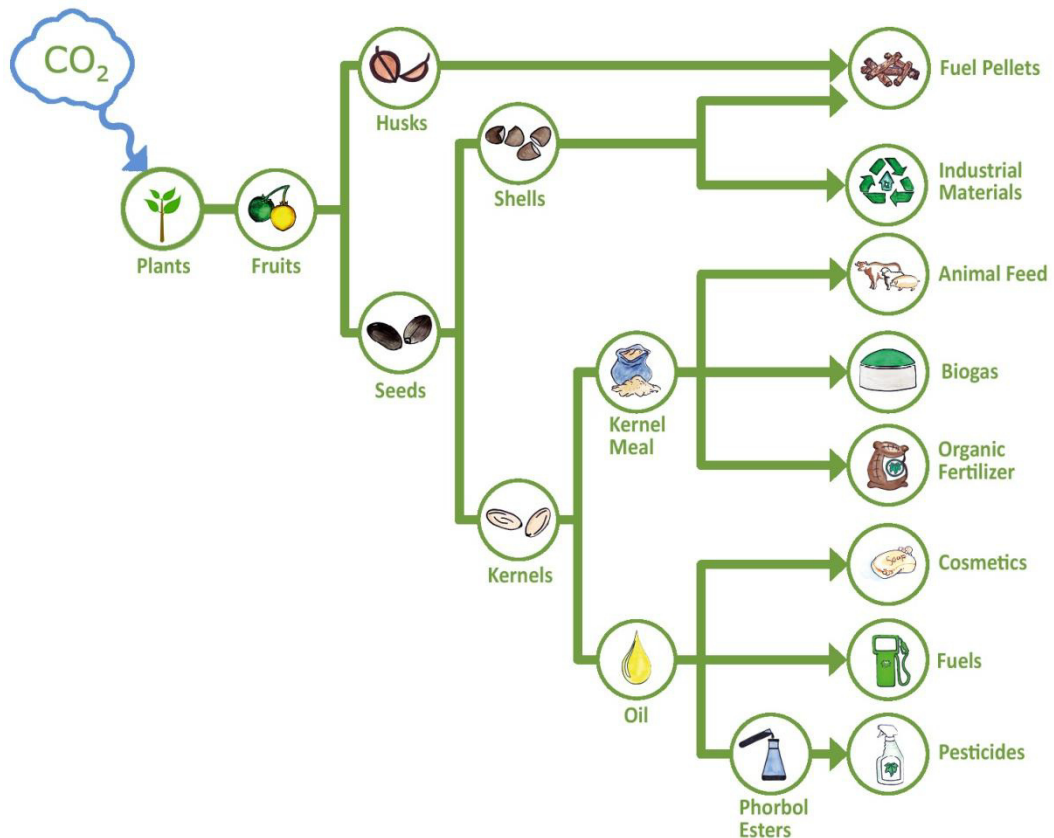 CO₂
Plants
Fruits
Husks
Seeds
Shells
Kernels
Kernel
Meal
Oil
Phorbol
Esters
Fuel Pellets
Industrial
Materials
Animal Feed
Biogas
Organic
Fertilizer
Cosmetics
Soap
Fuels
Pesticides